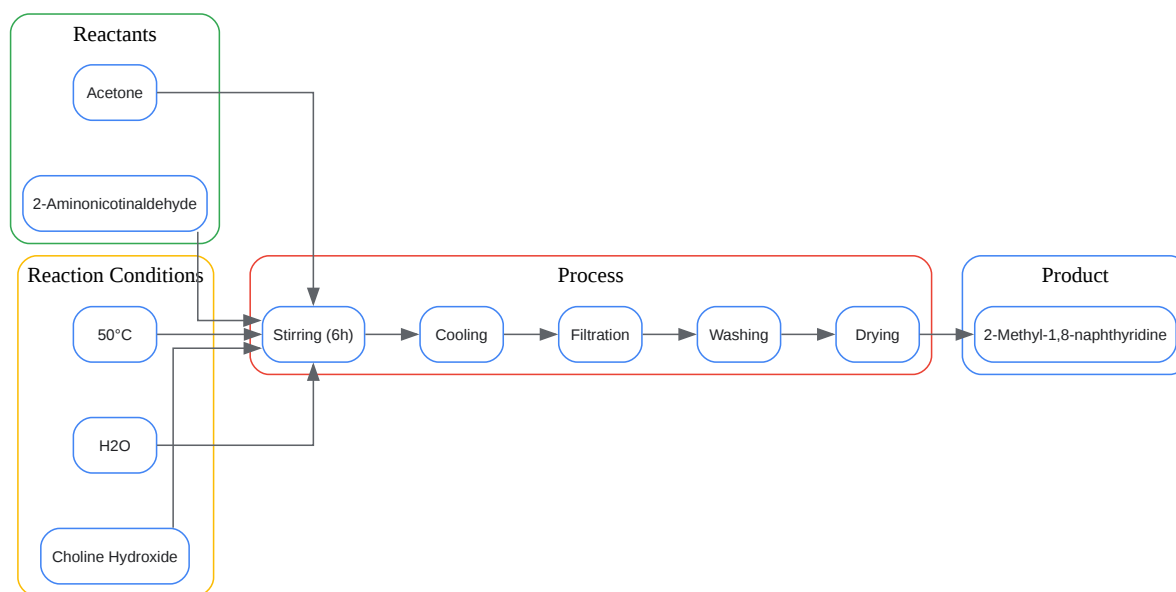 Reactants
Acetone
2-Aminonicotinaldehyde
Reaction Conditions
50°C
H2O
Choline Hydroxide
Process
Stirring (6h)
Cooling
Filtration
Washing
Drying
Product
2-Methyl-1,8-naphthyridine